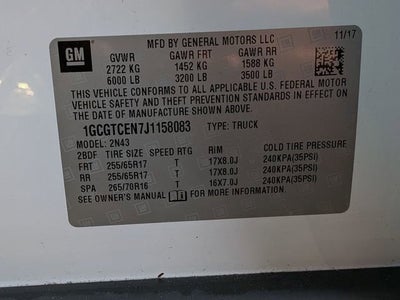 GM
MFD BY GENERAL MOTORS LLC
11/17
GVWR GAWR FRT GAWR RR
2722 KG 1452 KG 1588 KG
6000 LB 3200 LB 3500 LB
THIS VEHICLE CONFORMS TO ALL APPLICABLE U.S. FEDERAL
MOTOR VEHICLE SAFETY STANDARDS IN EFFECT ON
THE DATE OF MANUFACTURE SHOWN ABOVE.
1GCGTCEN7J1158083 TYPE: TRUCK
MODEL: 2N43
2BDF TIRE SIZE SPEED RTG RIM COLD TIRE PRESSURE
FRT 255/65R17 T 17X8.0J 240KPA(35PSI)
RR 255/65R17 T 17X8.0J 240KPA(35PSI)
SPA 265/70R16 T 16X7.0J 240KPA(35PSI)
SEE OWNER'S MANUAL FOR ADDITIONAL INFORMATION.